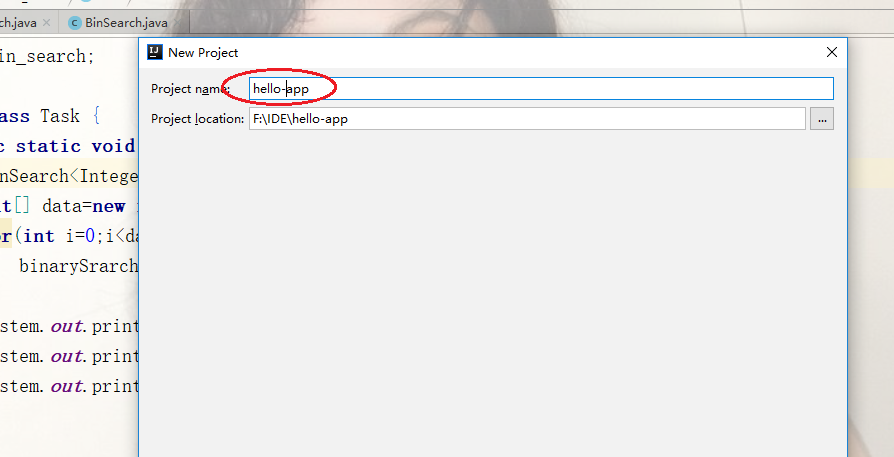 ch.java
BinSearch.java
in_search;
New Project
Project name: hello-app
Project location: F:\IDE\hello-app ...
ass Task {
c static void
nSearch<Intege
t[] data=new
r(int i=0;i<da
binarySrarch
stem.out.print
stem.out.print
stem.out.print